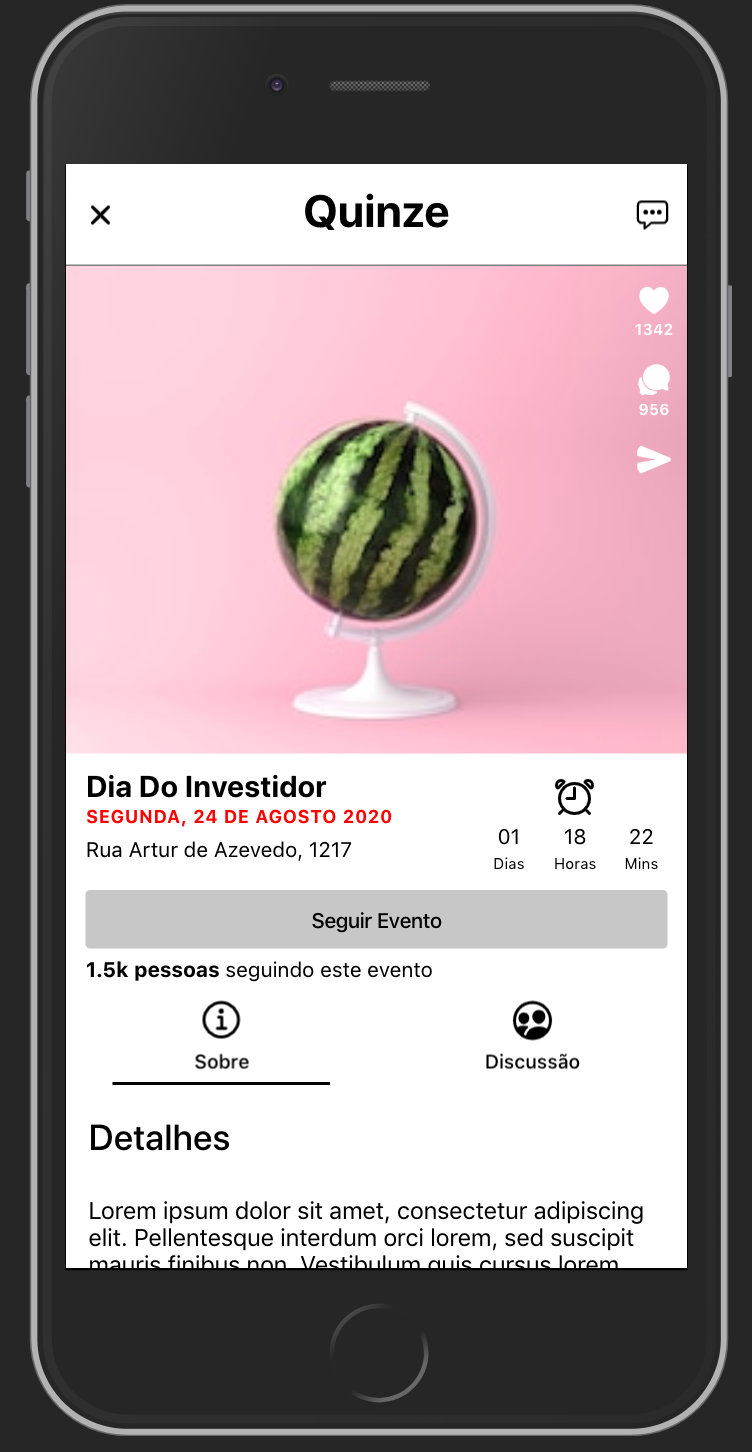 Quinze
1342
956
Dia Do Investidor
SEGUNDA, 24 DE AGOSTO 2020
Rua Artur de Azevedo, 1217
01 18 22
Dias Horas Mins
Seguir Evento
1.5k pessoas seguindo este evento
Sobre Discussão
Detalhes
Lorem ipsum dolor sit amet, consectetur adipiscing
elit. Pellentesque interdum orci lorem, sed suscipit
mauris finibus non. Vestibulum quis cursus lorem